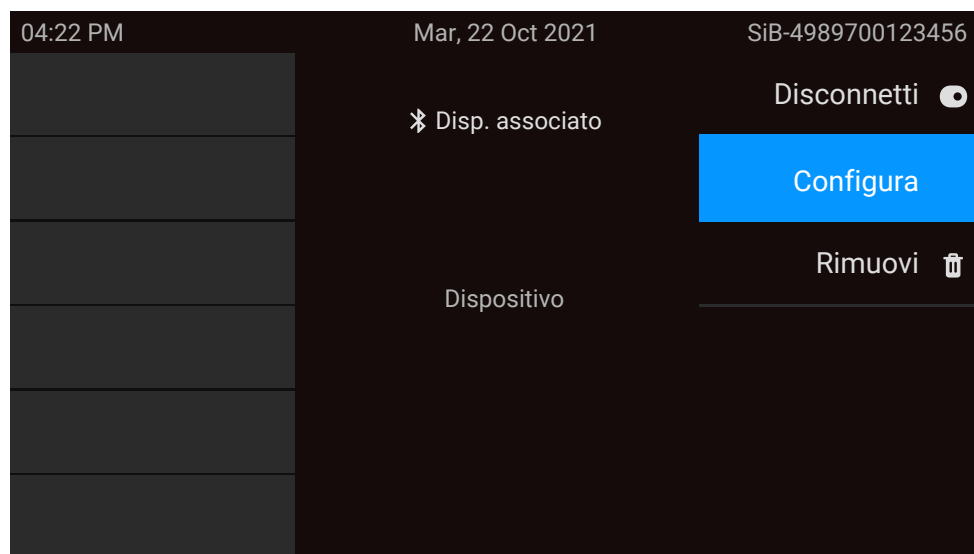 04:22 PM Mar, 22 Oct 2021 SiB-4989700123456
Disconnetti
Disp. associato
Configura
Rimuovi
Dispositivo